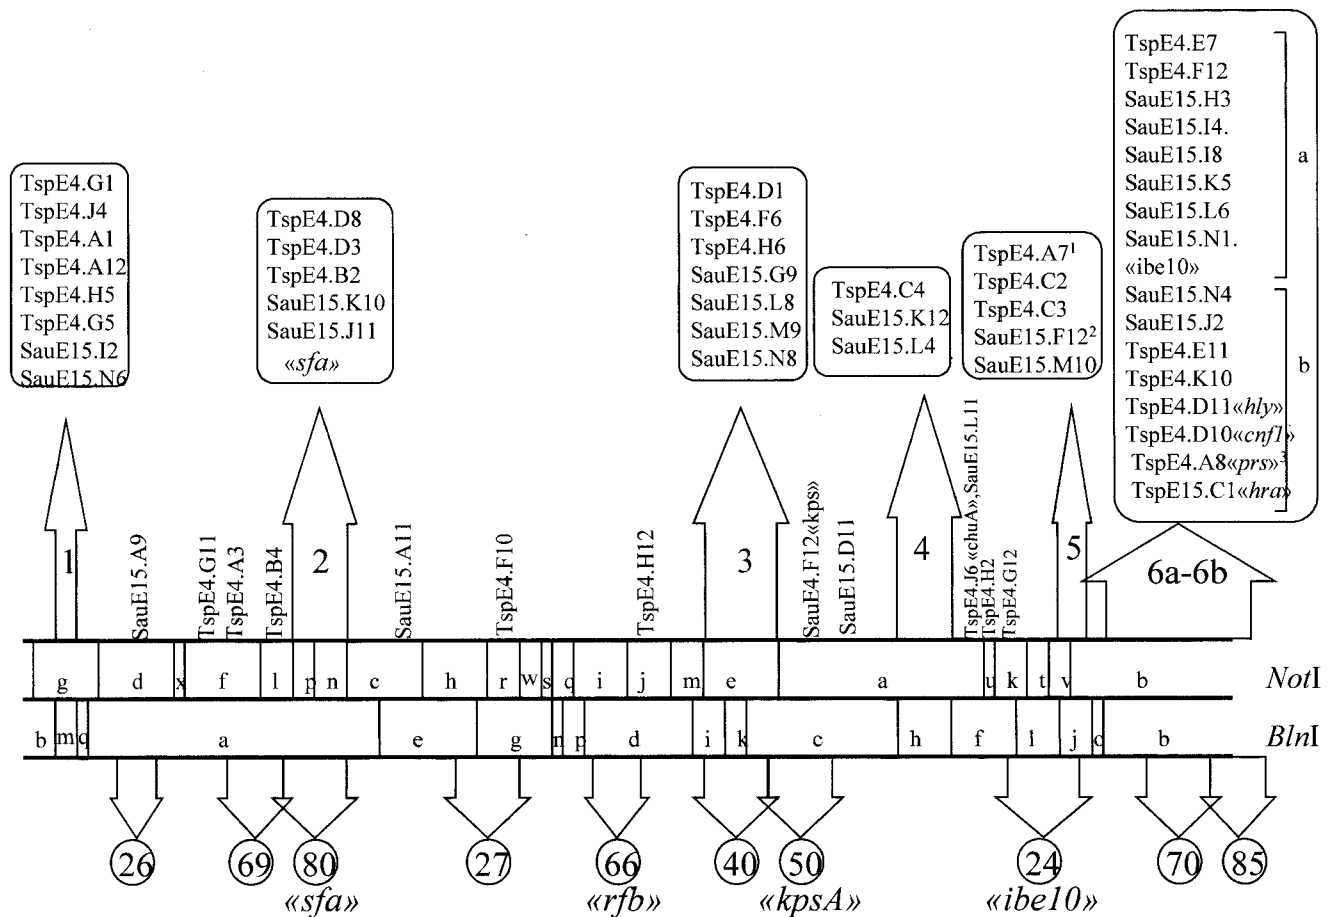 TspE4.G1
TspE4.J4
TspE4.A1
TspE4.A12
TspE4.H5
TspE4.G5
SauE15.I2
SauE15.N6
TspE4.D8
TspE4.D3
TspE4.B2
SauE15.K10
SauE15.J11
«sfa»
TspE4.D1
TspE4.F6
TspE4.H6
SauE15.G9
SauE15.L8
SauE15.M9
SauE15.N8
TspE4.C4
SauE15.K12
SauE15.L4
TspE4.A7¹
TspE4.C2
TspE4.C3
SauE15.F12²
SauE15.M10
TspE4.E7
TspE4.F12
SauE15.H3
SauE15.I4.
SauE15.I8
SauE15.K5
SauE15.L6
SauE15.N1.
«ibe10»
a
SauE15.N4
SauE15.J2
TspE4.E11
TspE4.K10
TspE4.D11«hly»
TspE4.D10«cnf1»
TspE4.A8«prs»³
TspE15.C1«hra»
b
1
SauE15.A9
TspE4.G11
TspE4.A3
TspE4.B4
2
SauE15.A11
TspE4.F10
TspE4.H12
3
SauE4.F12«kps»
SauE15.D11
4
TspE4.J6 «chuA»,SauE15.L11
TspE4.H2
TspE4.G12
5
6a-6b
g d x f l p n c h r w s q i j m e a u k t v b NotI
b m q a e g n p d i k c h f l j o b BlnI
26 69 80 27 66 40 50 24 70 85
«sfa» «rfb» «kpsA» «ibe10»